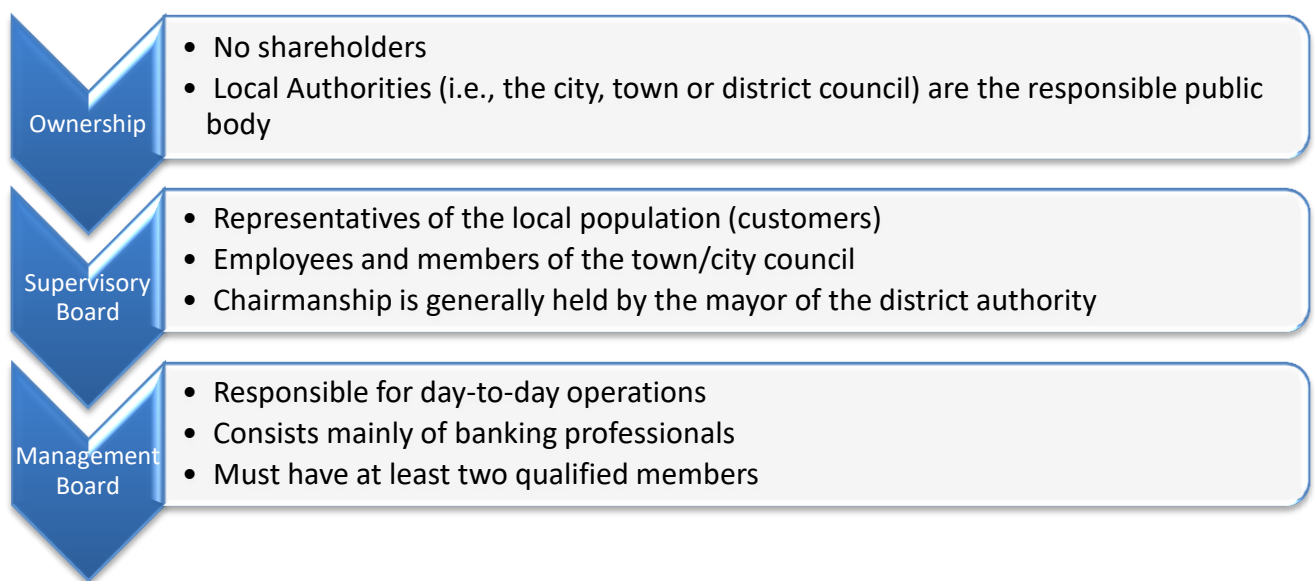 Ownership
• No shareholders
• Local Authorities (i.e., the city, town or district council) are the responsible public
body
Supervisory
Board
• Representatives of the local population (customers)
• Employees and members of the town/city council
• Chairmanship is generally held by the mayor of the district authority
Management
Board
• Responsible for day-to-day operations
• Consists mainly of banking professionals
• Must have at least two qualified members